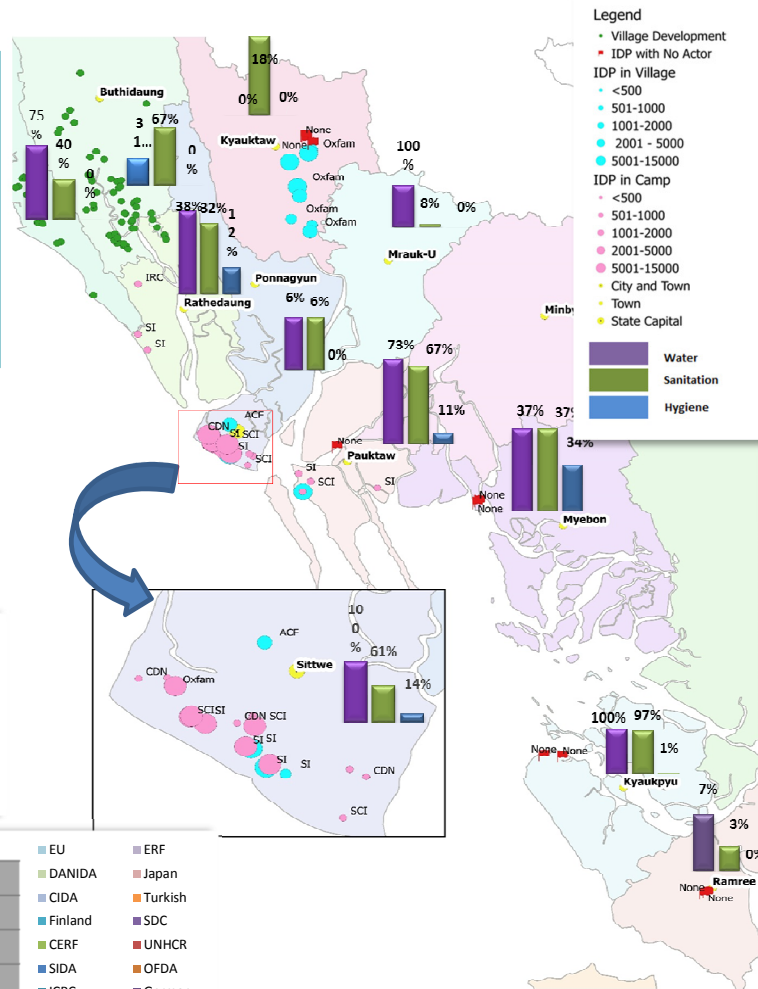 Legend
Village Development
IDP with No Actor
IDP in Village
<500
501-1000
1001-2000
2001 - 5000
5001-15000
IDP in Camp
<500
501-1000
1001-2000
2001-5000
5001-15000
City and Town
Town
State Capital
Water
Sanitation
Hygiene
18%
0% 0%
Buthidaung
75
%
40
%
0
%
3
1...
67%
0
%
Kyauktaw
None
None
Oxfam
Oxfam
Oxfam
Oxfam
100
%
8% 0%
Mrauk-U
38% 32% 1
2
%
IRC
Rathedaung
Ponnagyun
SI
SI
6% 6%
0%
Minby
73% 67%
11%
37% 37%
34%
ACF
CDN
SI SCI
SI
SCI
None
Pauktaw
SI
SCI
SI
None
None
Myebon
ACF
Sittwe
10
0
%
61%
14%
CDN
Oxfam
SCI SI
CDN SCI
SI SI
SI SI
CDN
SCI
100% 97%
1%
None None
Kyaukpyu
7%
3%
0%
Ramree
None
None
EU
DANIDA
CIDA
Finland
CERF
SIDA
ERF
Japan
Turkish
SDC
UNHCR
OFDA